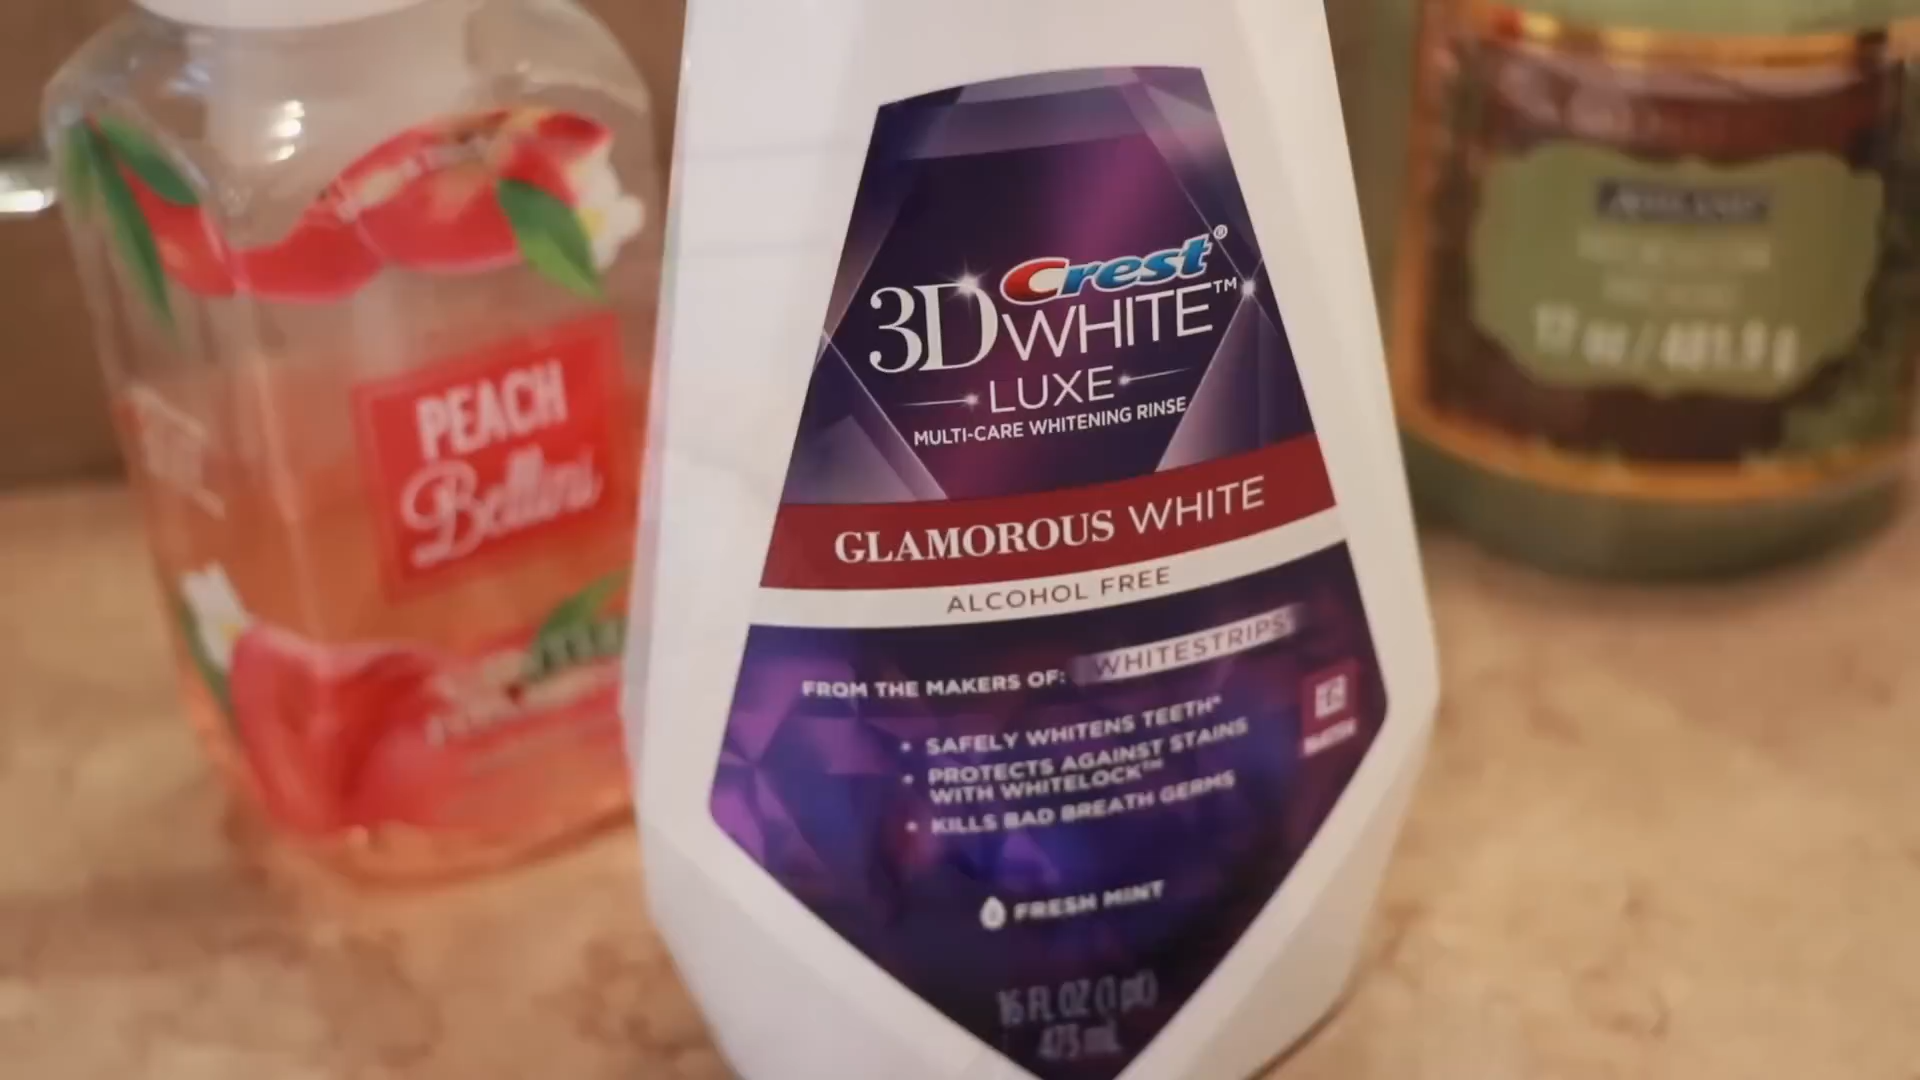 PEACH
Bellini
Crest®
3D WHITE™
LUXE
MULTI-CARE WHITENING RINSE
GLAMOROUS WHITE
ALCOHOL FREE
FROM THE MAKERS OF: WHITESTRIPS
• SAFELY WHITENS TEETH*
• PROTECTS AGAINST STAINS
WITH WHITELOCK™
• KILLS BAD BREATH GERMS
FRESH MINT
16 FL OZ (1 pt)
473 mL